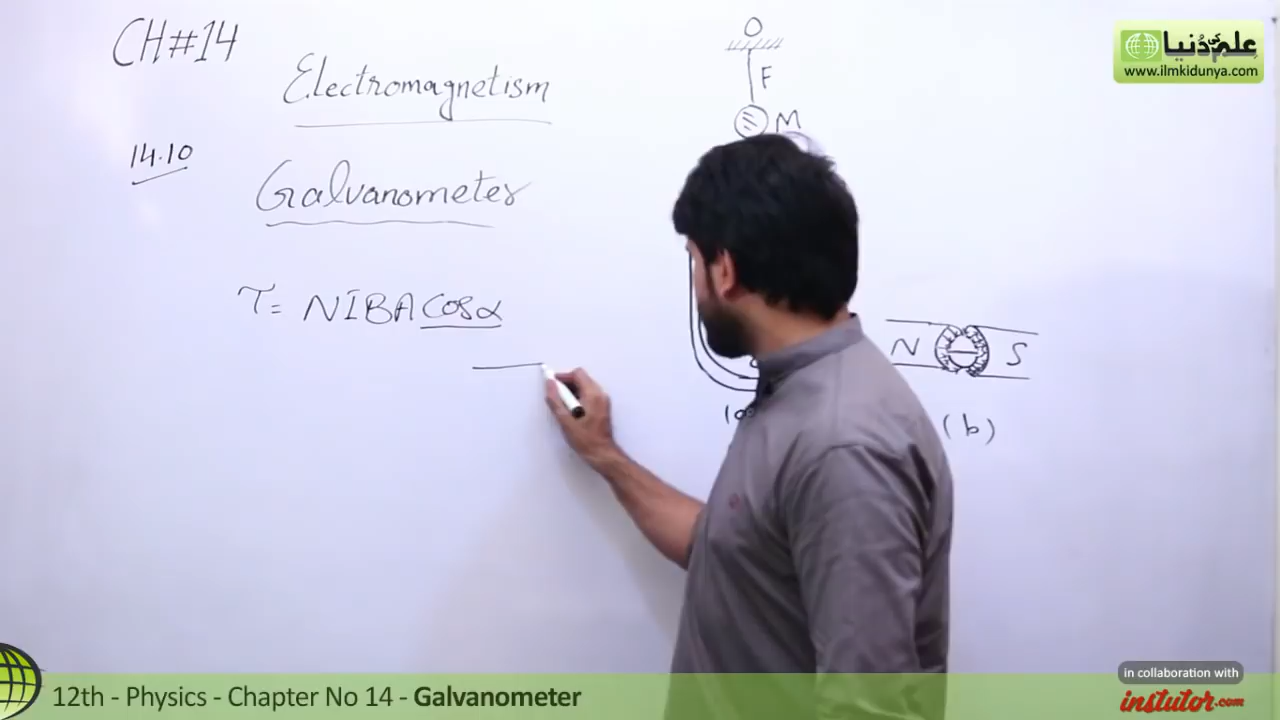 CH#14
Electromagnetism
14.10
Galvanometer
τ = NIBA cosα
O
F
M
N
S
(b)
علم کی دُنیا
www.ilmkidunya.com
12th - Physics - Chapter No 14 - Galvanometer
in collaboration with
instutor.com